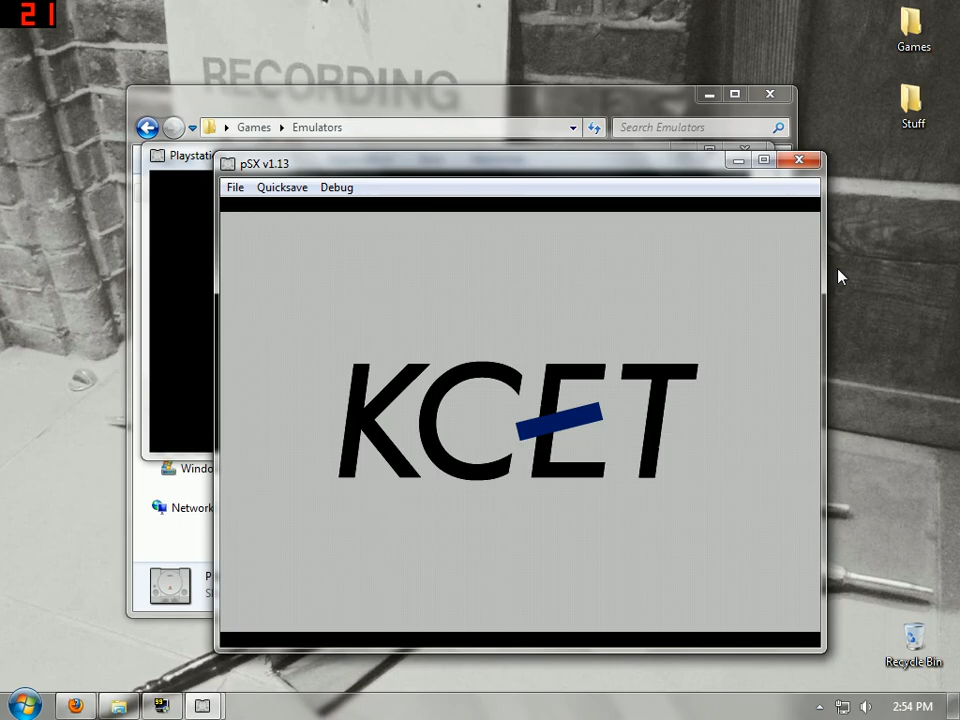 21
Games
RECORDING
Stuff
Games Emulators
Search Emulators
Playstati
pSX v1.13
File Quicksave Debug
KCET
Windo
Network
P
Recycle Bin
2:54 PM